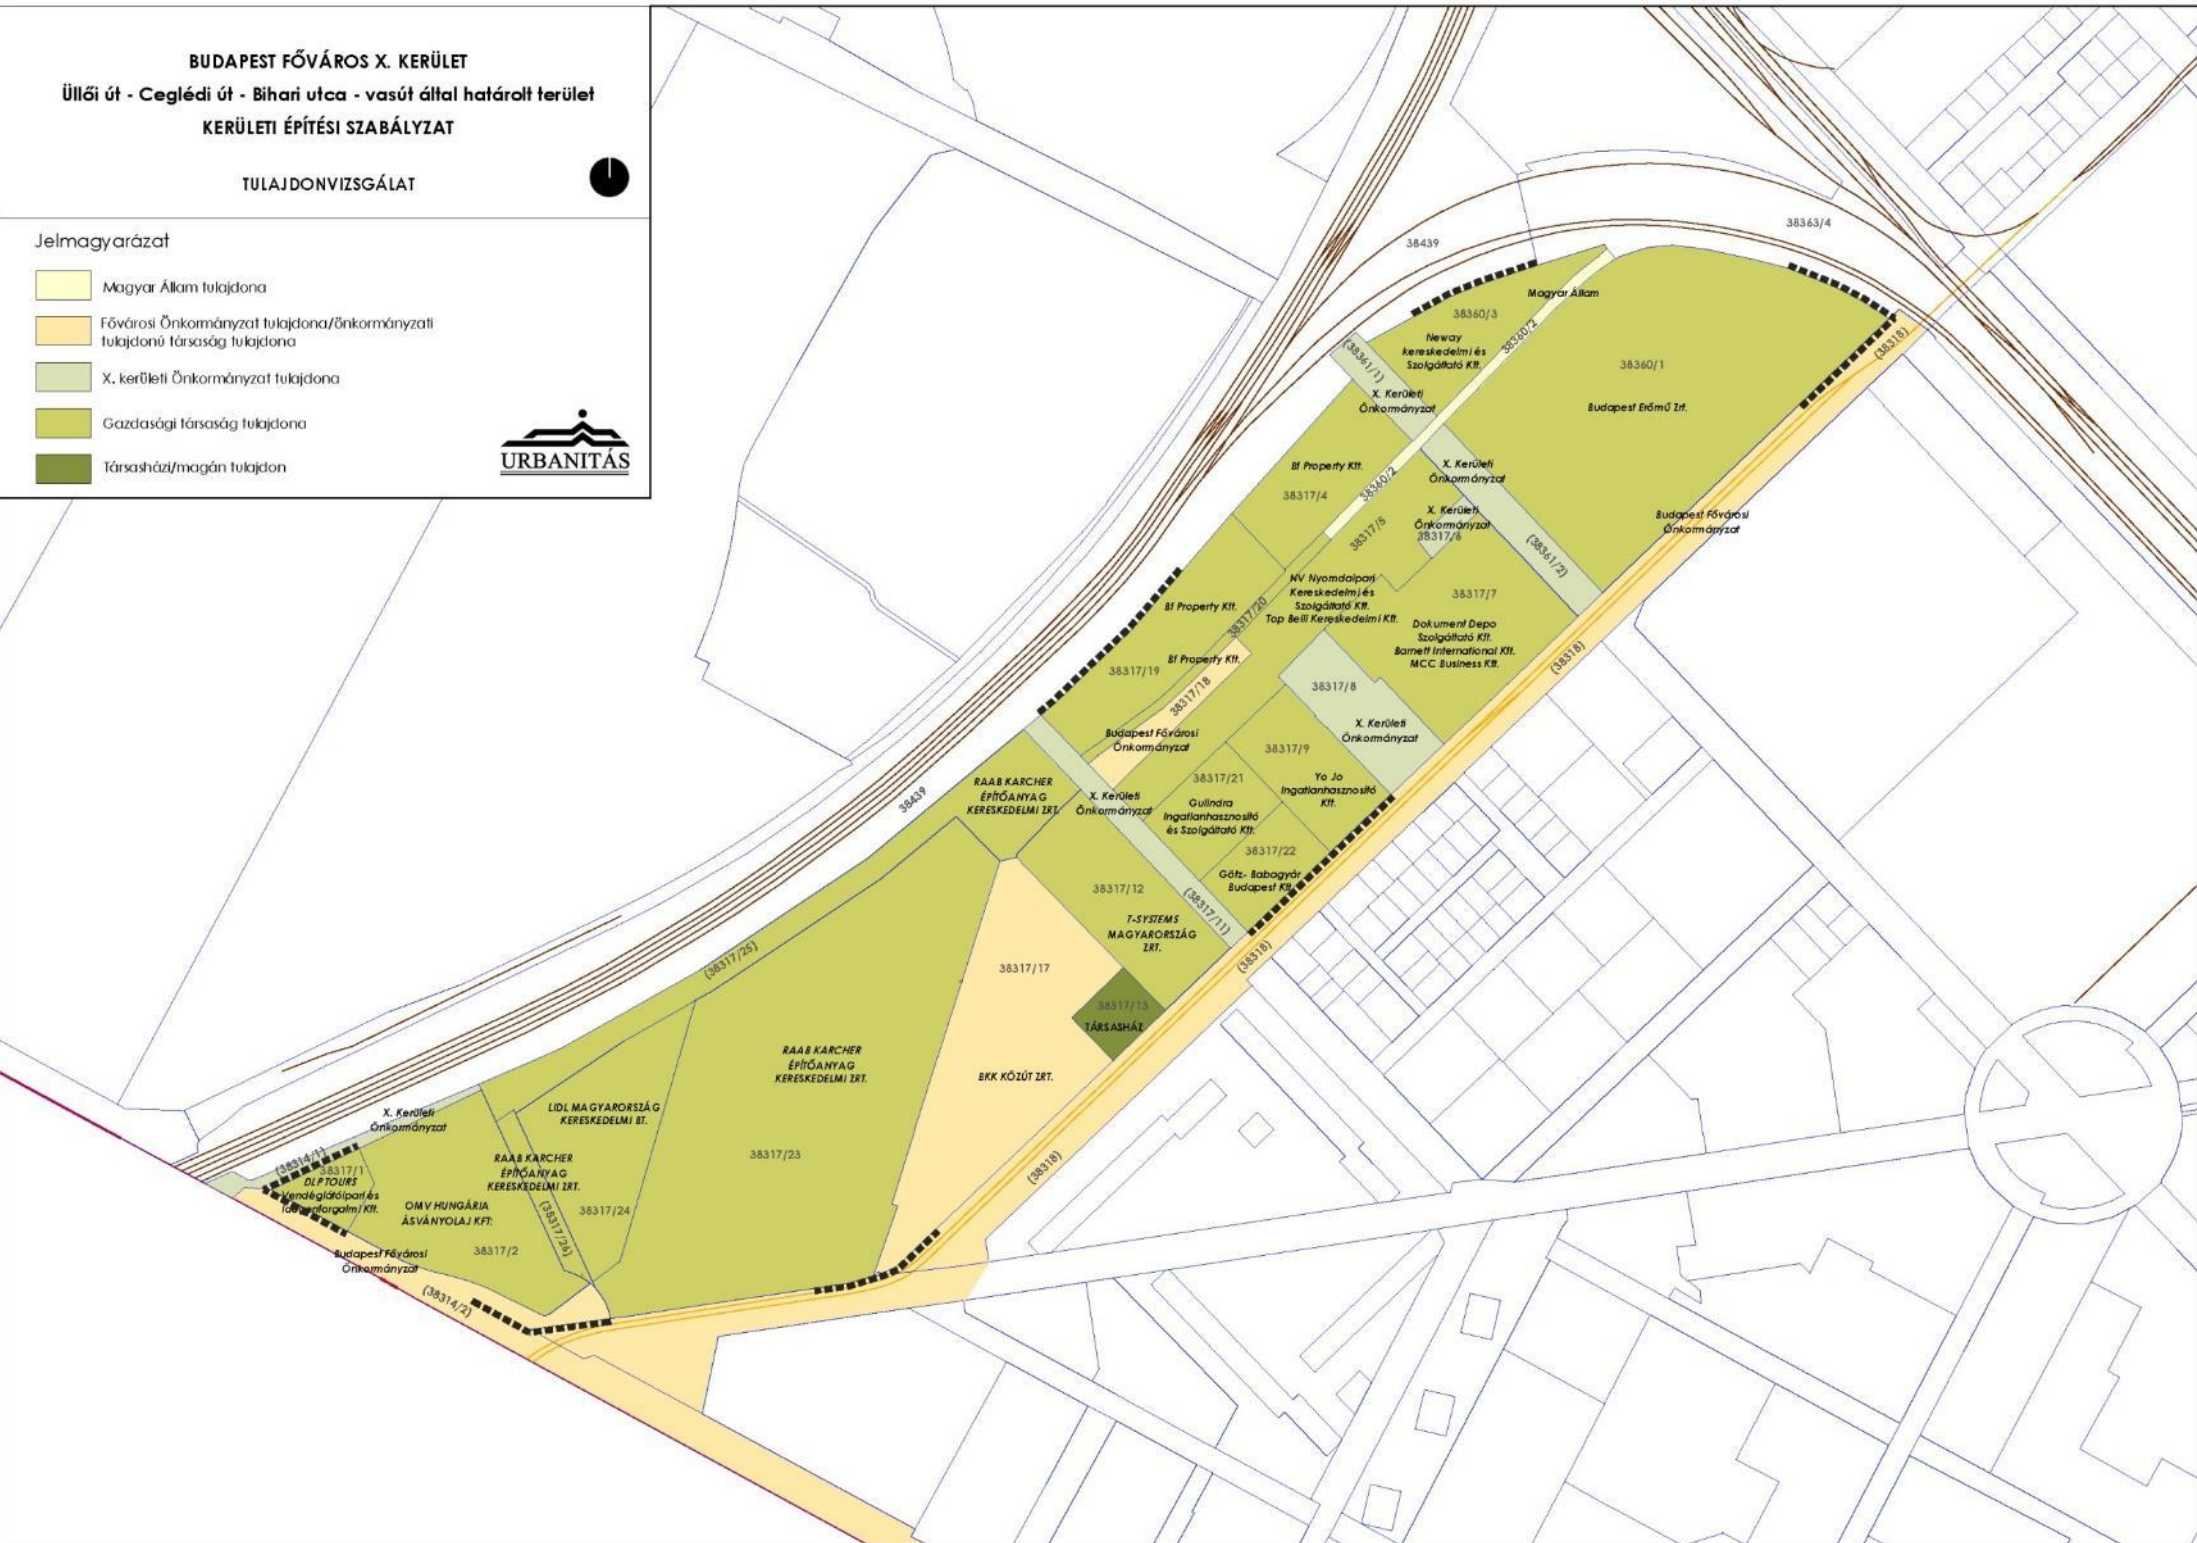 BUDAPEST FŐVÁROS X. KERÜLET
Üllői út - Ceglédi út - Bihari utca - vasút által határolt terület
KERÜLETI ÉPÍTÉSI SZABÁLYZAT
TULAJDONVIZSGÁLAT
Jelmagyarázat
Magyar Állam tulajdona
Fővárosi Önkormányzat tulajdona/önkormányzati
tulajdonú társaság tulajdona
X. kerületi Önkormányzat tulajdona
Gazdasági társaság tulajdona
Társasházi/magán tulajdon
URBANITÁS
38363/4
38439
Magyar Állam
38360/3
38360/2
(38318)
Neway
kereskedelmi és
Szolgáltató Kft.
(38361/1)
38360/1
X. Kerületi
Önkormányzat
Budapest Erőmű Zrt.
Bf Property Kft.
38317/4
38360/2
X. Kerületi
Önkormányzat
X. Kerületi
Önkormányzat
38317/6
38317/5
Budapest Fővárosi
Önkormányzat
(38361/2)
NV Nyomdaipari
Kereskedelmi és
Szolgáltató Kft.
Top Belli Kereskedelmi Kft.
38317/7
Dokument Depo
Szolgáltató Kft.
Barnett International Kft.
MCC Business Kft.
Bf Property Kft.
38317/20
38317/19
Bf Property Kft.
38317/18
(38318)
38317/8
X. Kerületi
Önkormányzat
Budapest Fővárosi
Önkormányzat
38317/9
Yo Jo
Ingatlanhasznosító
Kft.
38317/21
Gulindra
Ingatlanhasznosító
és Szolgáltató Kft.
RAAB KARCHER
ÉPÍTŐANYAG
KERESKEDELMI ZRT.
X. Kerületi
Önkormányzat
38439
38317/22
Götz- Babagyár
Budapest Kft.
38317/12
(38317/11)
T-SYSTEMS
MAGYARORSZÁG
ZRT.
(38317/25)
(38318)
38317/17
38317/13
TÁRSASHÁZ
RAAB KARCHER
ÉPÍTŐANYAG
KERESKEDELMI ZRT.
BKK KÖZÚT ZRT.
X. Kerületi
Önkormányzat
LIDL MAGYARORSZÁG
KERESKEDELMI BT.
38317/23
(38318)
(38314/1)
38317/1
DLP TOURS
Vendéglátóipari és
Idegenforgalmi Kft.
RAAB KARCHER
ÉPÍTŐANYAG
KERESKEDELMI ZRT.
OMV HUNGÁRIA
ÁSVÁNYOLAJ KFT.
38317/2
(38317/26)
38317/24
Budapest Fővárosi
Önkormányzat
(38314/2)